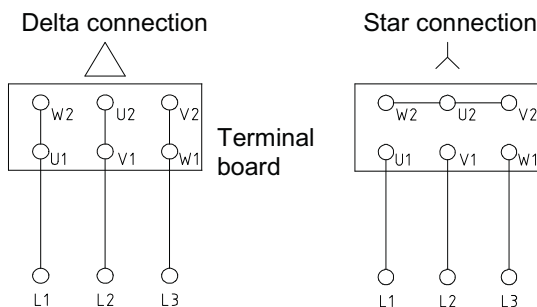 Delta connection
W2 U2 V2
U1 V1 W1
L1 L2 L3
Terminal
board
Star connection
W2 U2 V2
U1 V1 W1
L1 L2 L3